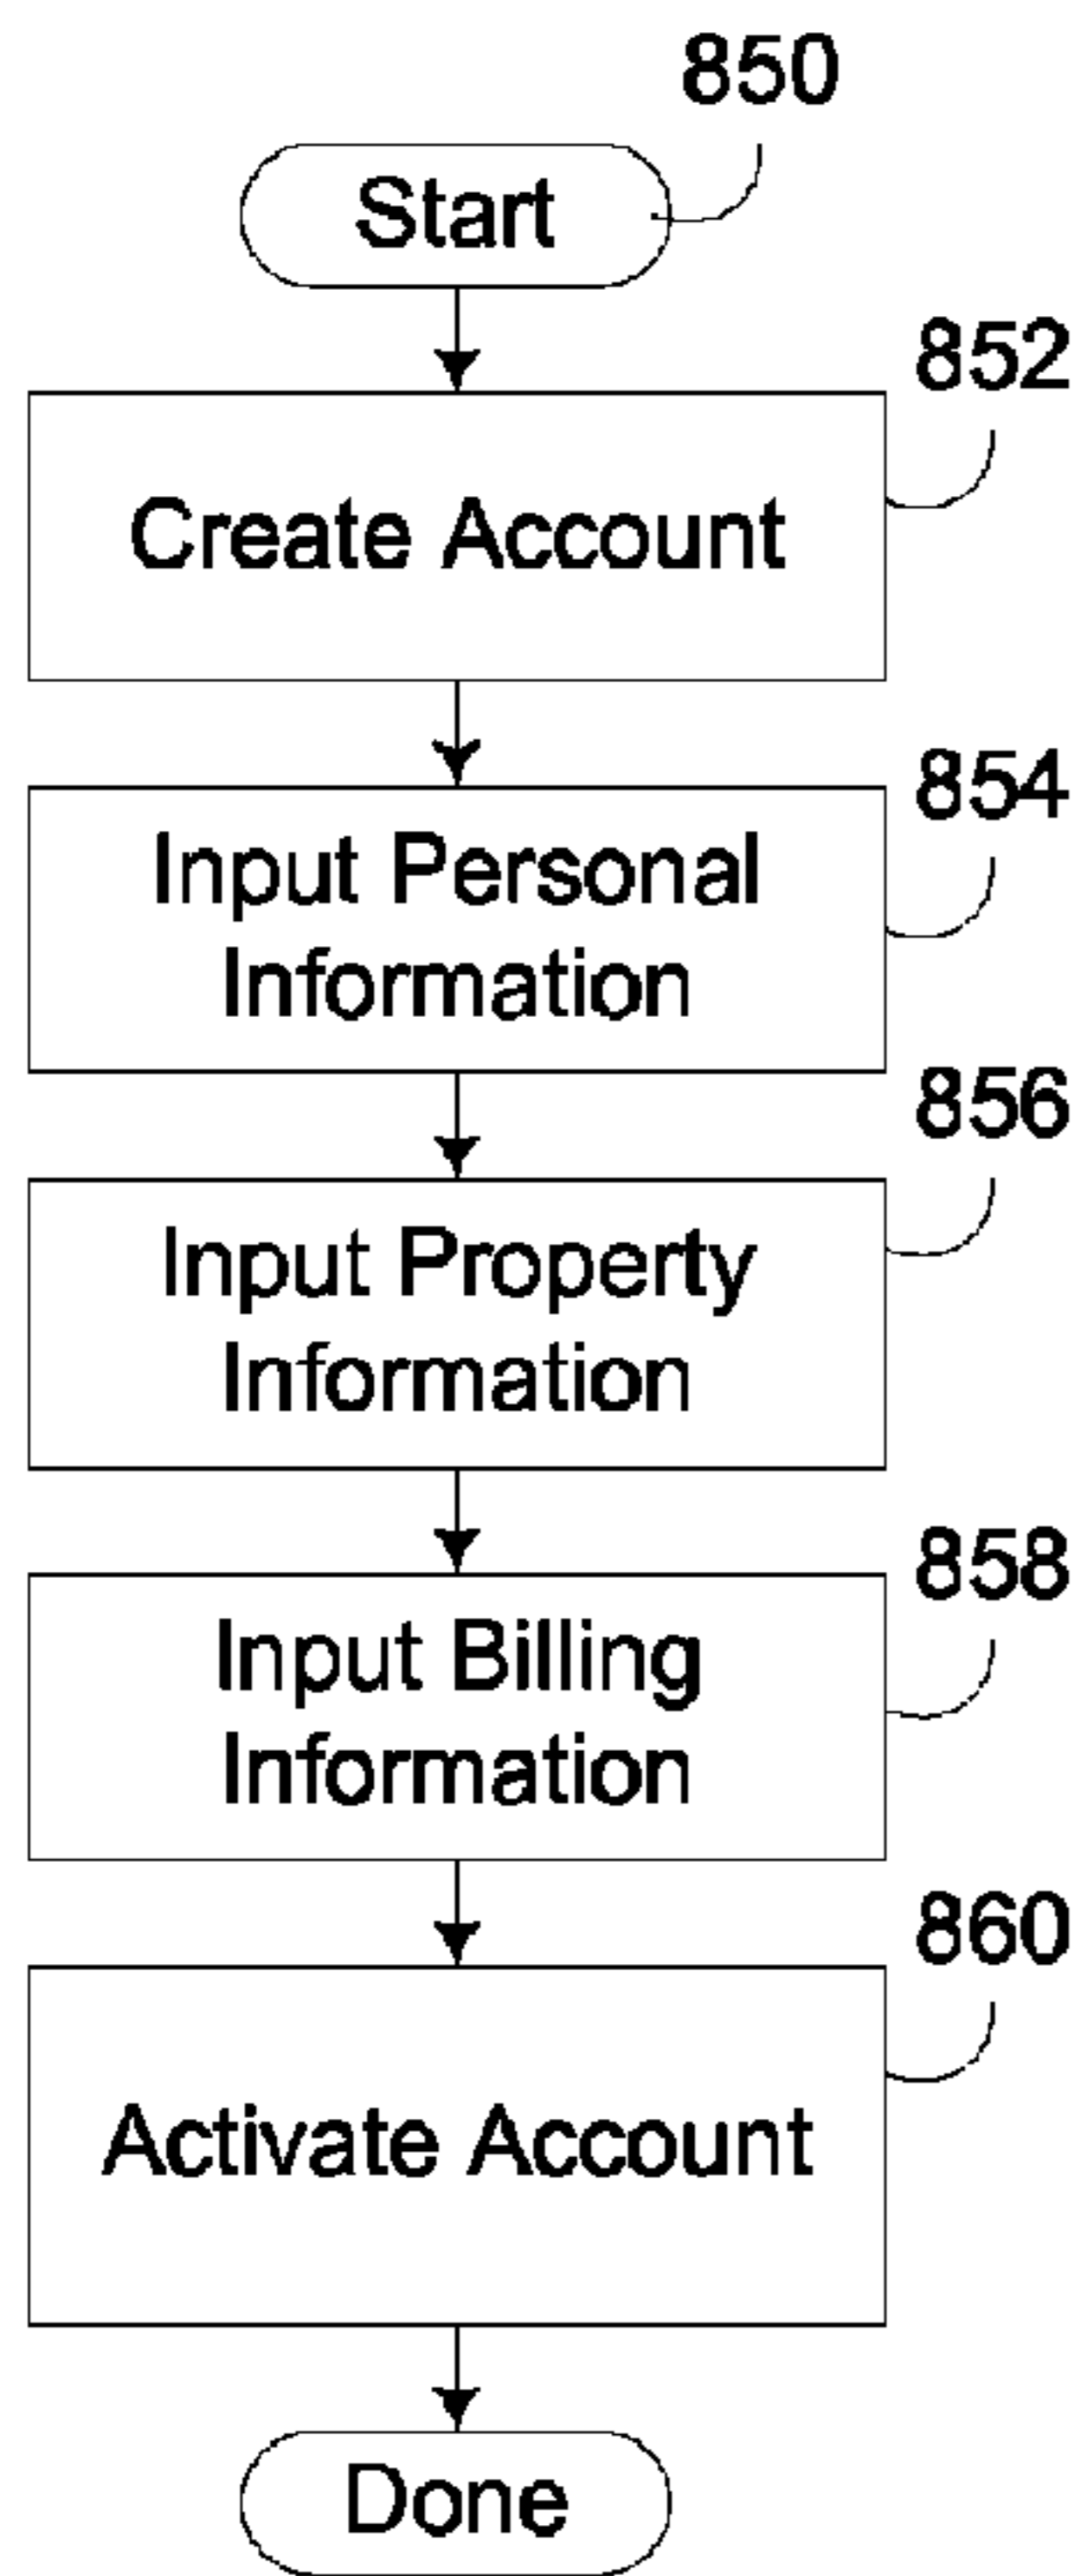 850
Start
852
Create Account
854
Input Personal
Information
856
Input Property
Information
858
Input Billing
Information
860
Activate Account
Done